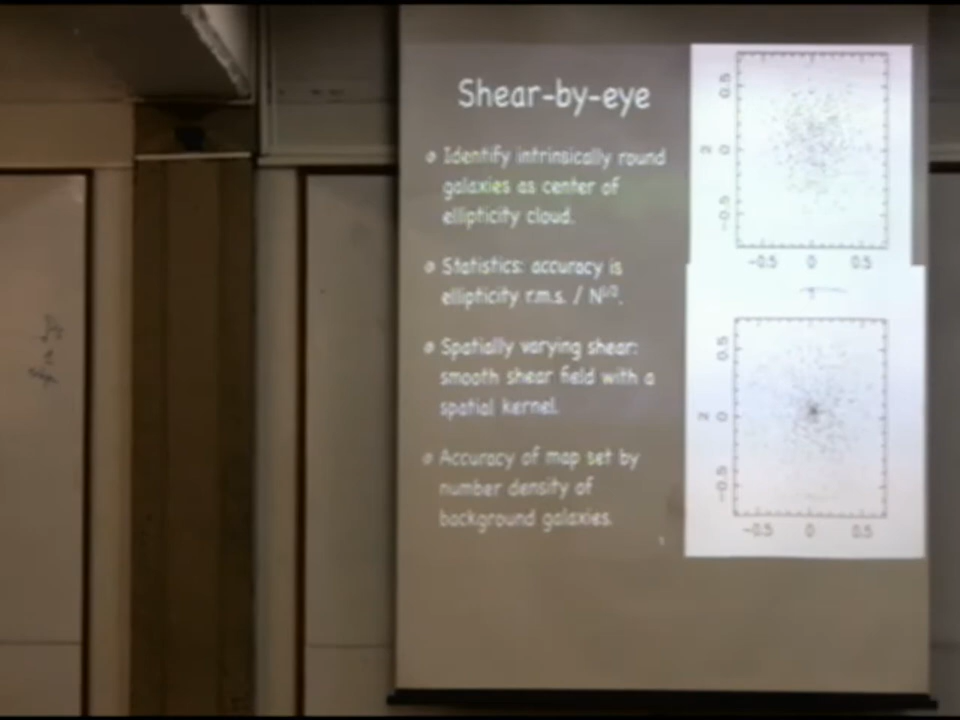 Shear-by-eye
Identify intrinsically round
galaxies as center of
ellipticity cloud.
Statistics: accuracy is
ellipticity r.m.s. / N^1/2.
Spatially varying shear:
smooth shear field with a
spatial kernel.
Accuracy of map set by
number density of
background galaxies.
0.5
2
0
-0.5
-0.5 0 0.5
1
0.5
2
0
-0.5
-0.5 0 0.5